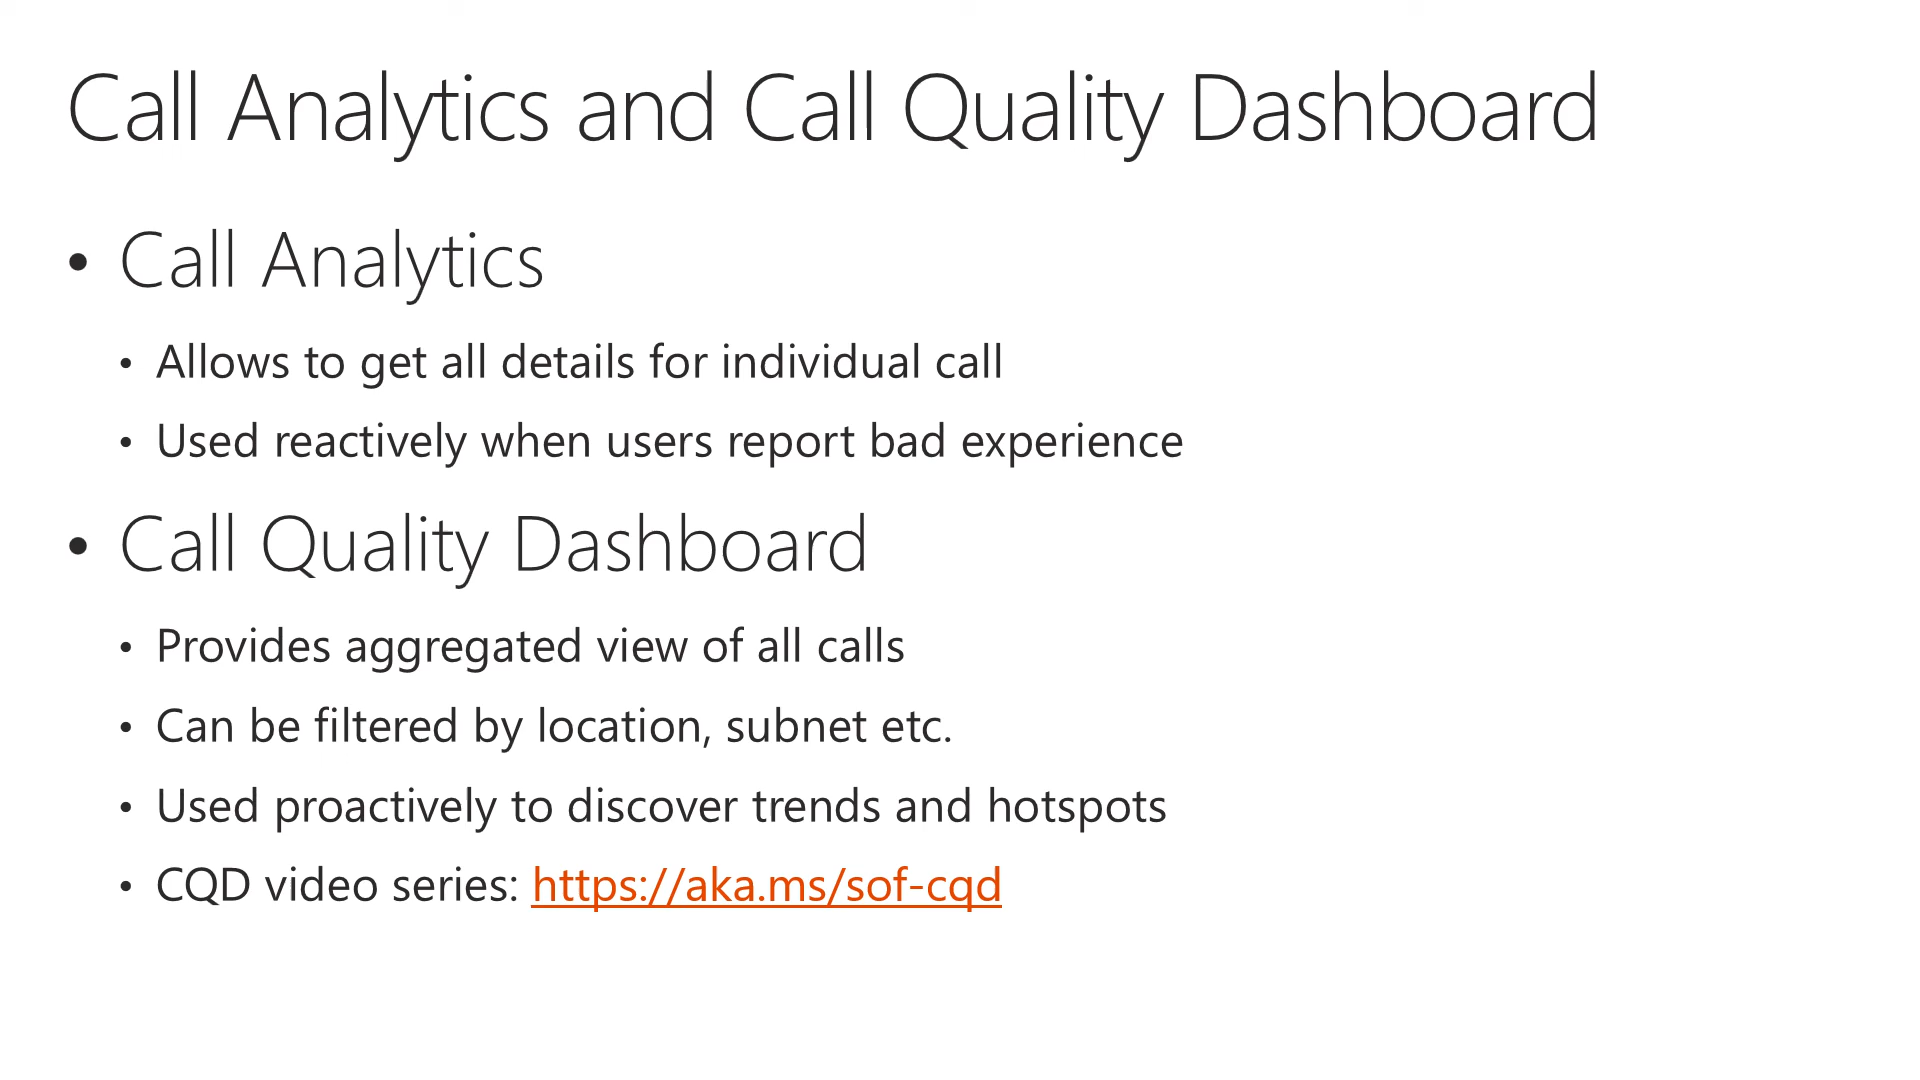 Call Analytics and Call Quality Dashboard
• Call Analytics
• Allows to get all details for individual call
• Used reactively when users report bad experience
• Call Quality Dashboard
• Provides aggregated view of all calls
• Can be filtered by location, subnet etc.
• Used proactively to discover trends and hotspots
• CQD video series: https://aka.ms/sof-cqd